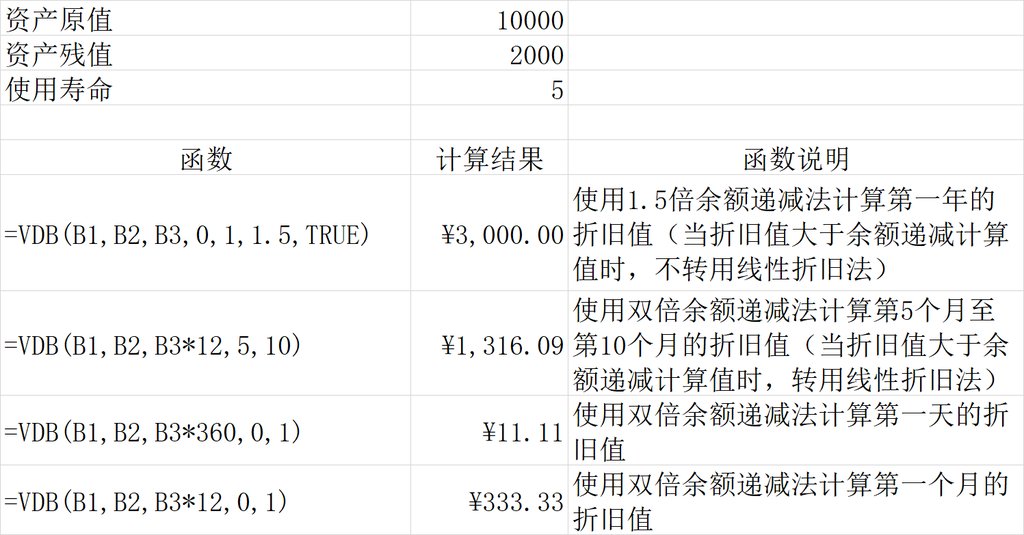 资产原值 10000
资产残值 2000
使用寿命 5
函数 计算结果 函数说明
=VDB(B1,B2,B3,0,1,1.5,TRUE) ¥3,000.00 使用1.5倍余额递减法计算第一年的
折旧值（当折旧值大于余额递减计算
值时，不转用线性折旧法）
=VDB(B1,B2,B3*12,5,10) ¥1,316.09 使用双倍余额递减法计算第5个月至
第10个月的折旧值（当折旧值大于余
额递减计算值时，转用线性折旧法）
=VDB(B1,B2,B3*360,0,1) ¥11.11 使用双倍余额递减法计算第一天的折
旧值
=VDB(B1,B2,B3*12,0,1) ¥333.33 使用双倍余额递减法计算第一个月的
折旧值